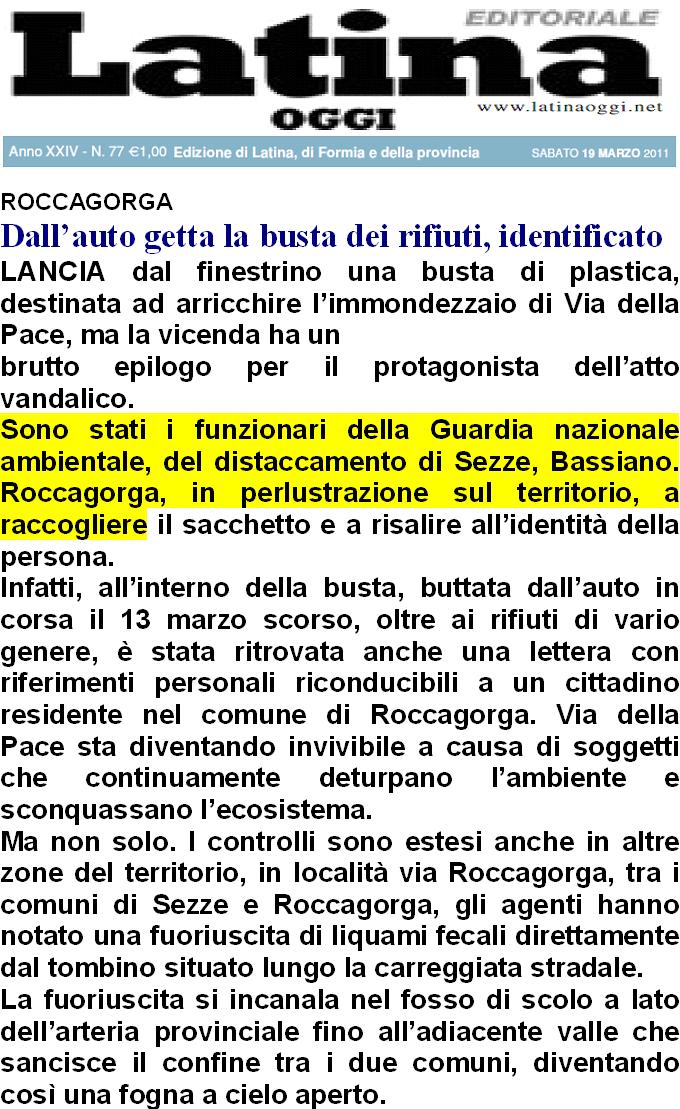 EDITORIALE
Latina
OGGI
www.latinaoggi.net
Anno XXIV - N. 77 €1,00 Edizione di Latina, di Formia e della provincia SABATO 19 MARZO 2011
ROCCAGORGA
Dall’auto getta la busta dei rifiuti, identificato
LANCIA dal finestrino una busta di plastica,
destinata ad arricchire l’immondezzaio di Via della
Pace, ma la vicenda ha un
brutto epilogo per il protagonista dell’atto
vandalico.
Sono stati i funzionari della Guardia nazionale
ambientale, del distaccamento di Sezze, Bassiano.
Roccagorga, in perlustrazione sul territorio, a
raccogliere il sacchetto e a risalire all’identità della
persona.
Infatti, all’interno della busta, buttata dall’auto in
corsa il 13 marzo scorso, oltre ai rifiuti di vario
genere, è stata ritrovata anche una lettera con
riferimenti personali riconducibili a un cittadino
residente nel comune di Roccagorga. Via della
Pace sta diventando invivibile a causa di soggetti
che continuamente deturpano l’ambiente e
sconquassano l’ecosistema.
Ma non solo. I controlli sono estesi anche in altre
zone del territorio, in località via Roccagorga, tra i
comuni di Sezze e Roccagorga, gli agenti hanno
notato una fuoriuscita di liquami fecali direttamente
dal tombino situato lungo la carreggiata stradale.
La fuoriuscita si incanala nel fosso di scolo a lato
dell’arteria provinciale fino all’adiacente valle che
sancisce il confine tra i due comuni, diventando
così una fogna a cielo aperto.